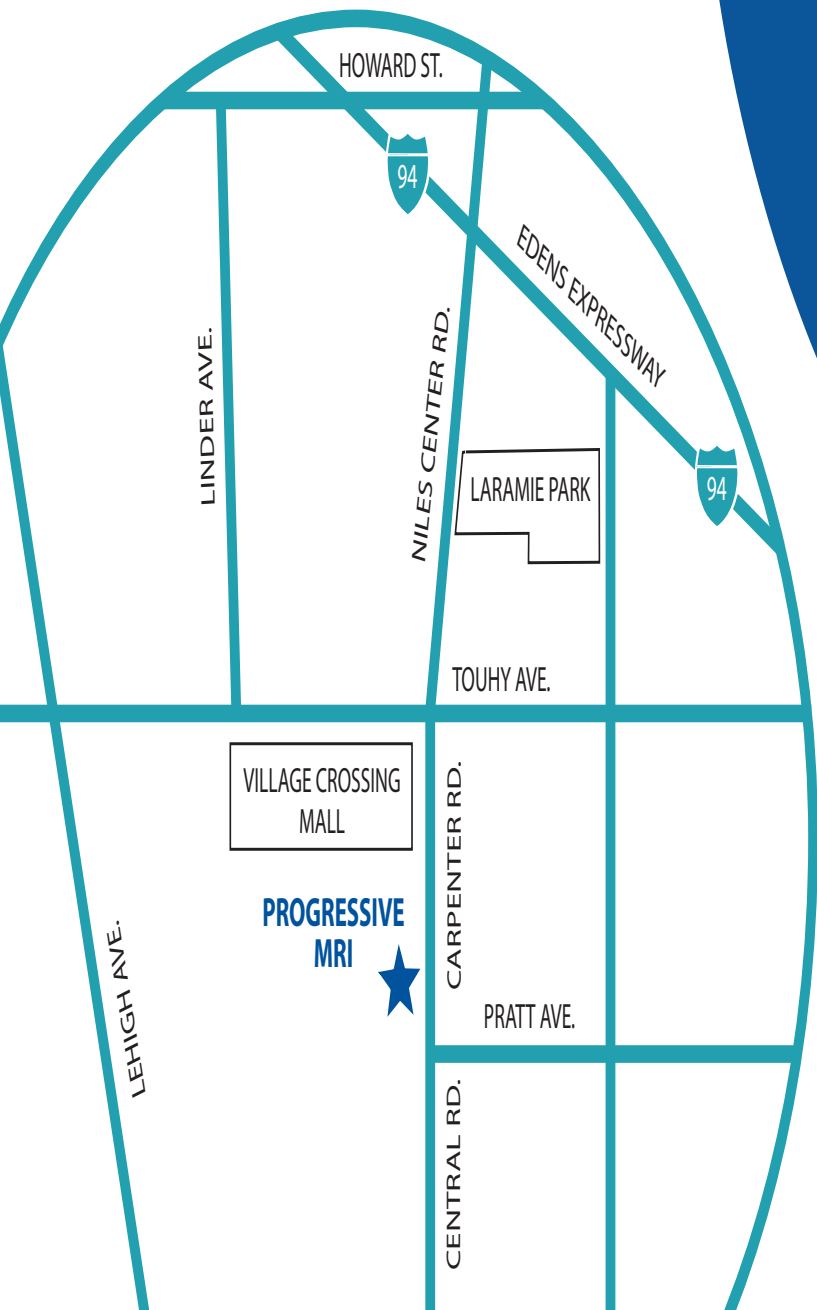 HOWARD ST.
94
EDENS EXPRESSWAY
LINDER AVE.
NILES CENTER RD.
LARAMIE PARK
94
TOUHY AVE.
VILLAGE CROSSING
MALL
CARPENTER RD.
PROGRESSIVE
MRI
LEHIGH AVE.
PRATT AVE.
CENTRAL RD.